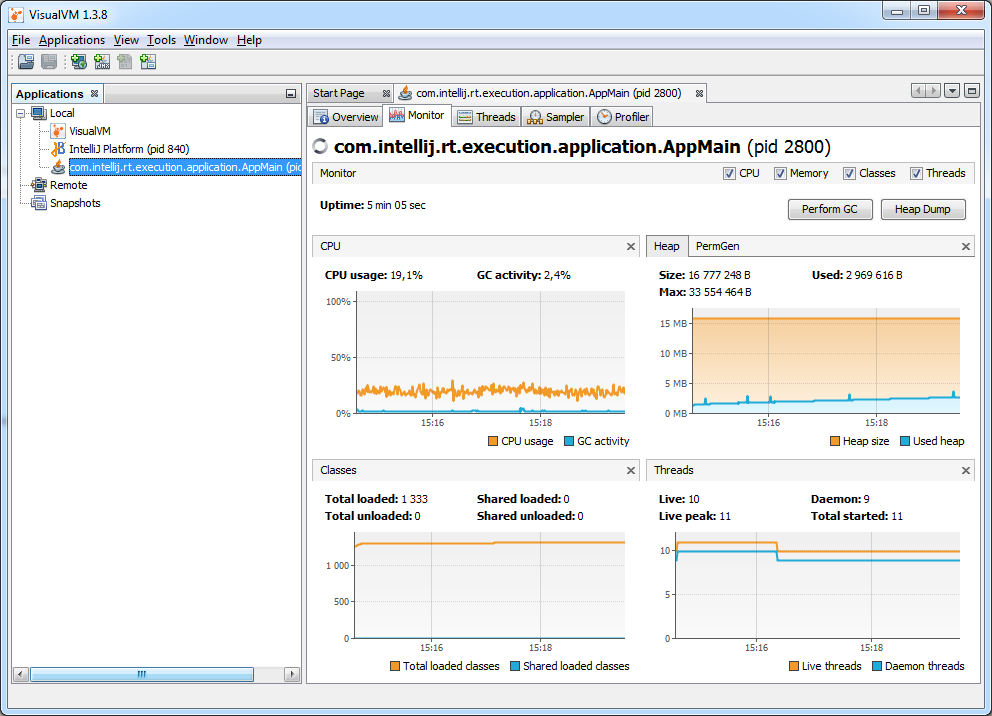 VisualVM 1.3.8
File Applications View Tools Window Help
Applications
Local
VisualVM
IntelliJ Platform (pid 840)
com.intellij.rt.execution.application.AppMain (pid
Remote
Snapshots
Start Page com.intellij.rt.execution.application.AppMain (pid 2800)
Overview Monitor Threads Sampler Profiler
com.intellij.rt.execution.application.AppMain (pid 2800)
Monitor CPU Memory Classes Threads
Uptime: 5 min 05 sec
Perform GC Heap Dump
CPU
CPU usage: 19,1% GC activity: 2,4%
100%
50%
0%
15:16 15:18
CPU usage GC activity
Heap PermGen
Size: 16 777 248 B Used: 2 969 616 B
Max: 33 554 464 B
15 MB
10 MB
5 MB
0 MB
15:16 15:18
Heap size Used heap
Classes
Total loaded: 1 333 Shared loaded: 0
Total unloaded: 0 Shared unloaded: 0
1 000
500
0
15:16 15:18
Total loaded classes Shared loaded classes
Threads
Live: 10 Daemon: 9
Live peak: 11 Total started: 11
10
5
0
15:16 15:18
Live threads Daemon threads